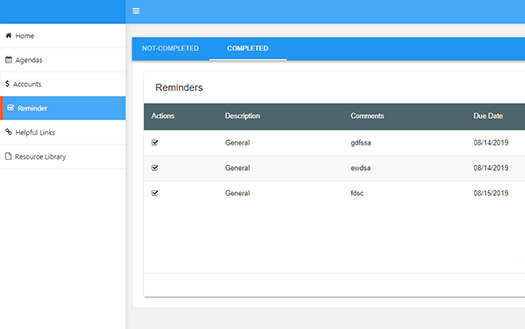 Home
Agendas
Accounts
Reminder
Helpful Links
Resource Library
NOT-COMPLETED COMPLETED
Reminders
Actions Description Comments Due Date
General gdfssa 08/14/2019
General ewdsa 08/14/2019
General fdsc 08/15/2019